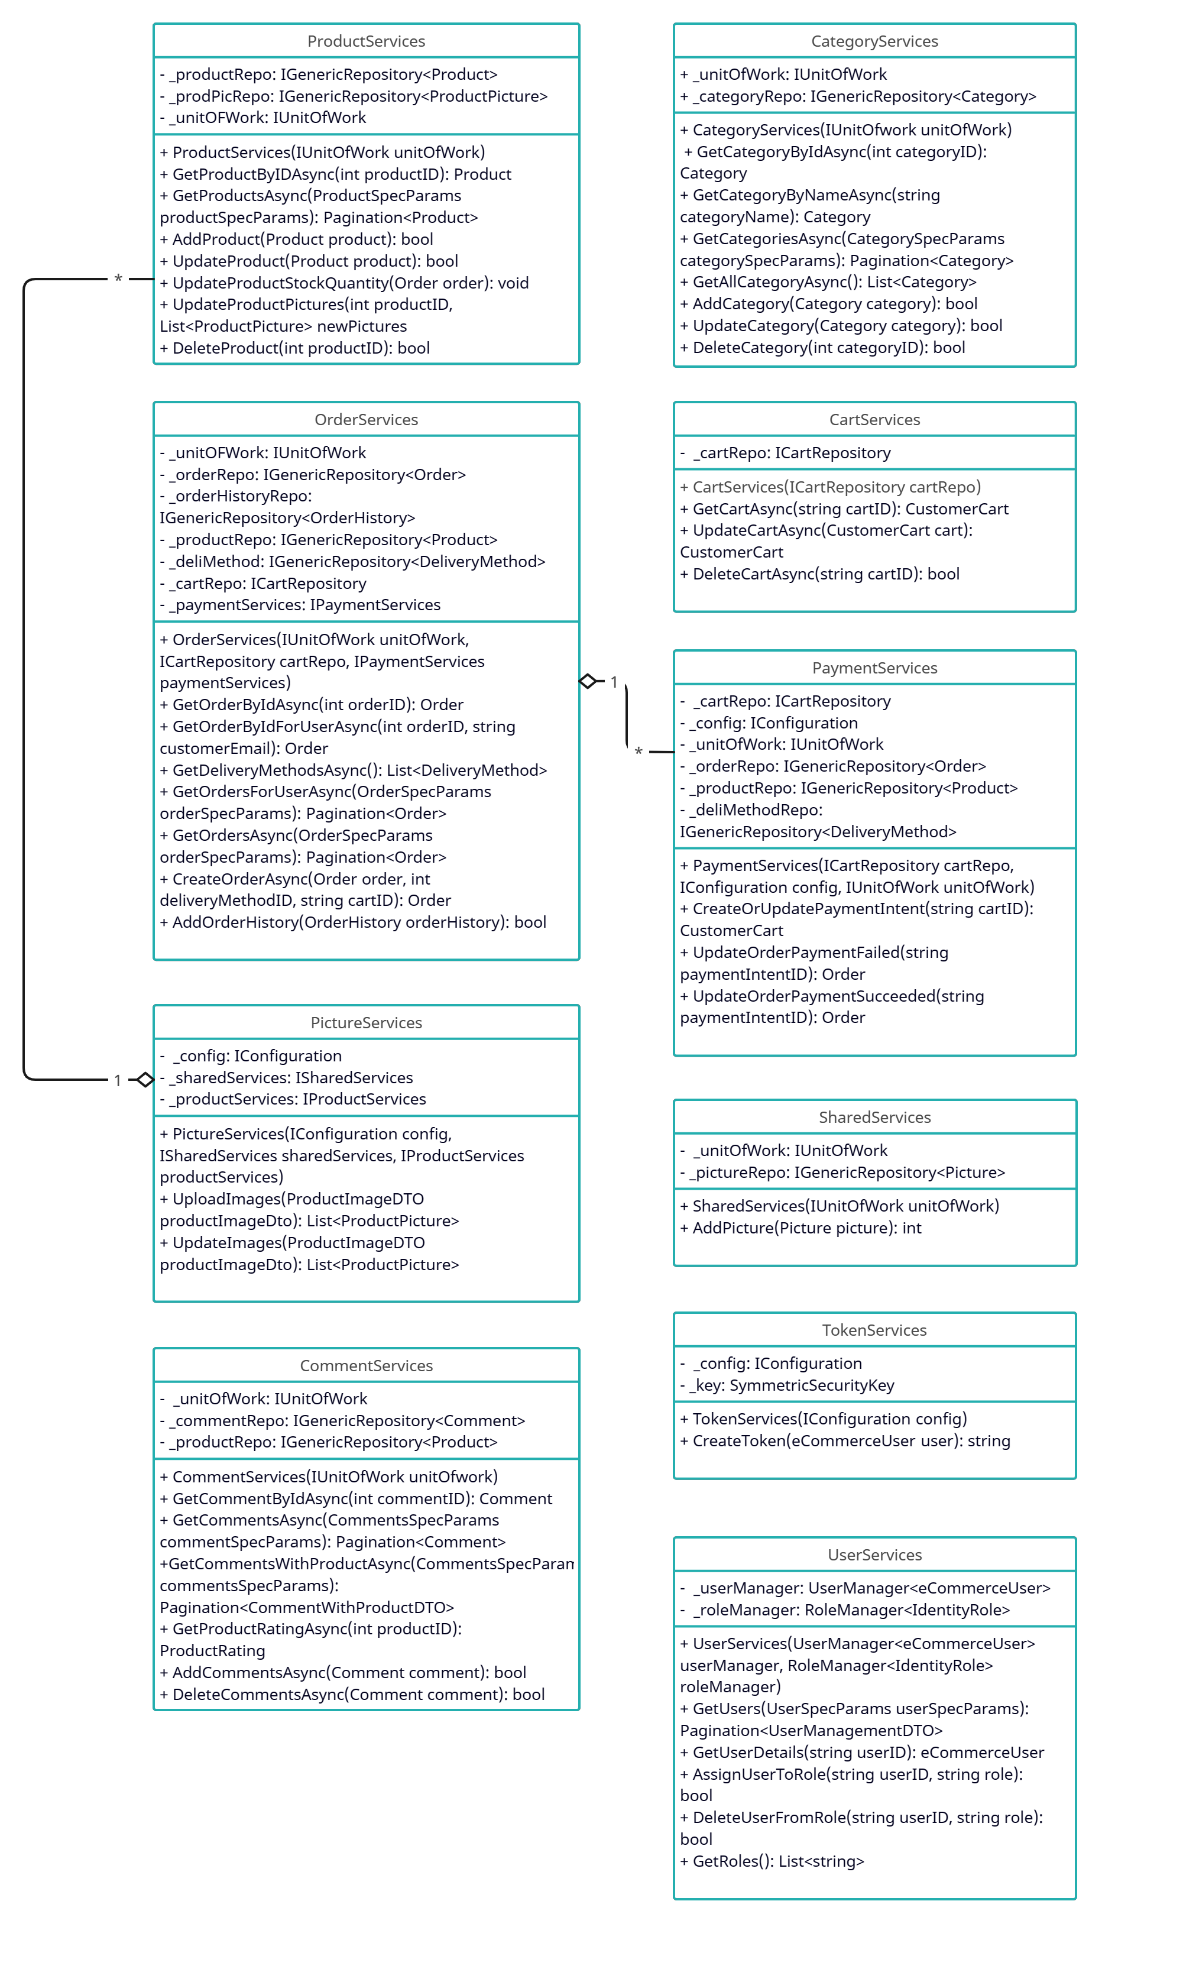 ProductServices
- _productRepo: IGenericRepository<Product>
- _prodPicRepo: IGenericRepository<ProductPicture>
- _unitOFWork: IUnitOfWork
+ ProductServices(IUnitOfWork unitOfWork)
+ GetProductByIDAsync(int productID): Product
+ GetProductsAsync(ProductSpecParams
productSpecParams): Pagination<Product>
+ AddProduct(Product product): bool
+ UpdateProduct(Product product): bool
+ UpdateProductStockQuantity(Order order): void
+ UpdateProductPictures(int productID,
List<ProductPicture> newPictures
+ DeleteProduct(int productID): bool
*
CategoryServices
+ _unitOfWork: IUnitOfWork
+ _categoryRepo: IGenericRepository<Category>
+ CategoryServices(IUnitOfwork unitOfWork)
+ GetCategoryByIdAsync(int categoryID):
Category
+ GetCategoryByNameAsync(string
categoryName): Category
+ GetCategoriesAsync(CategorySpecParams
categorySpecParams): Pagination<Category>
+ GetAllCategoryAsync(): List<Category>
+ AddCategory(Category category): bool
+ UpdateCategory(Category category): bool
+ DeleteCategory(int categoryID): bool
OrderServices
- _unitOFWork: IUnitOfWork
- _orderRepo: IGenericRepository<Order>
- _orderHistoryRepo:
IGenericRepository<OrderHistory>
- _productRepo: IGenericRepository<Product>
- _deliMethod: IGenericRepository<DeliveryMethod>
- _cartRepo: ICartRepository
- _paymentServices: IPaymentServices
+ OrderServices(IUnitOfWork unitOfWork,
ICartRepository cartRepo, IPaymentServices
paymentServices)
+ GetOrderByIdAsync(int orderID): Order
+ GetOrderByIdForUserAsync(int orderID, string
customerEmail): Order
+ GetDeliveryMethodsAsync(): List<DeliveryMethod>
+ GetOrdersForUserAsync(OrderSpecParams
orderSpecParams): Pagination<Order>
+ GetOrdersAsync(OrderSpecParams
orderSpecParams): Pagination<Order>
+ CreateOrderAsync(Order order, int
deliveryMethodID, string cartID): Order
+ AddOrderHistory(OrderHistory orderHistory): bool
1
*
CartServices
-  _cartRepo: ICartRepository
+ CartServices(ICartRepository cartRepo)
+ GetCartAsync(string cartID): CustomerCart
+ UpdateCartAsync(CustomerCart cart):
CustomerCart
+ DeleteCartAsync(string cartID): bool
PaymentServices
-  _cartRepo: ICartRepository
- _config: IConfiguration
- _unitOfWork: IUnitOfWork
- _orderRepo: IGenericRepository<Order>
- _productRepo: IGenericRepository<Product>
- _deliMethodRepo:
IGenericRepository<DeliveryMethod>
+ PaymentServices(ICartRepository cartRepo,
IConfiguration config, IUnitOfWork unitOfWork)
+ CreateOrUpdatePaymentIntent(string cartID):
CustomerCart
+ UpdateOrderPaymentFailed(string
paymentIntentID): Order
+ UpdateOrderPaymentSucceeded(string
paymentIntentID): Order
PictureServices
-  _config: IConfiguration
- _sharedServices: ISharedServices
- _productServices: IProductServices
+ PictureServices(IConfiguration config,
ISharedServices sharedServices, IProductServices
productServices)
+ UploadImages(ProductImageDTO
productImageDto): List<ProductPicture>
+ UpdateImages(ProductImageDTO
productImageDto): List<ProductPicture>
1
SharedServices
-  _unitOfWork: IUnitOfWork
- _pictureRepo: IGenericRepository<Picture>
+ SharedServices(IUnitOfWork unitOfWork)
+ AddPicture(Picture picture): int
CommentServices
-  _unitOfWork: IUnitOfWork
- _commentRepo: IGenericRepository<Comment>
- _productRepo: IGenericRepository<Product>
+ CommentServices(IUnitOfWork unitOfwork)
+ GetCommentByIdAsync(int commentID): Comment
+ GetCommentsAsync(CommentsSpecParams
commentSpecParams): Pagination<Comment>
+GetCommentsWithProductAsync(CommentsSpecParam
commentsSpecParams):
Pagination<CommentWithProductDTO>
+ GetProductRatingAsync(int productID):
ProductRating
+ AddCommentsAsync(Comment comment): bool
+ DeleteCommentsAsync(Comment comment): bool
TokenServices
-  _config: IConfiguration
- _key: SymmetricSecurityKey
+ TokenServices(IConfiguration config)
+ CreateToken(eCommerceUser user): string
UserServices
-  _userManager: UserManager<eCommerceUser>
-  _roleManager: RoleManager<IdentityRole>
+ UserServices(UserManager<eCommerceUser>
userManager, RoleManager<IdentityRole>
roleManager)
+ GetUsers(UserSpecParams userSpecParams):
Pagination<UserManagementDTO>
+ GetUserDetails(string userID): eCommerceUser
+ AssignUserToRole(string userID, string role):
bool
+ DeleteUserFromRole(string userID, string role):
bool
+ GetRoles(): List<string>